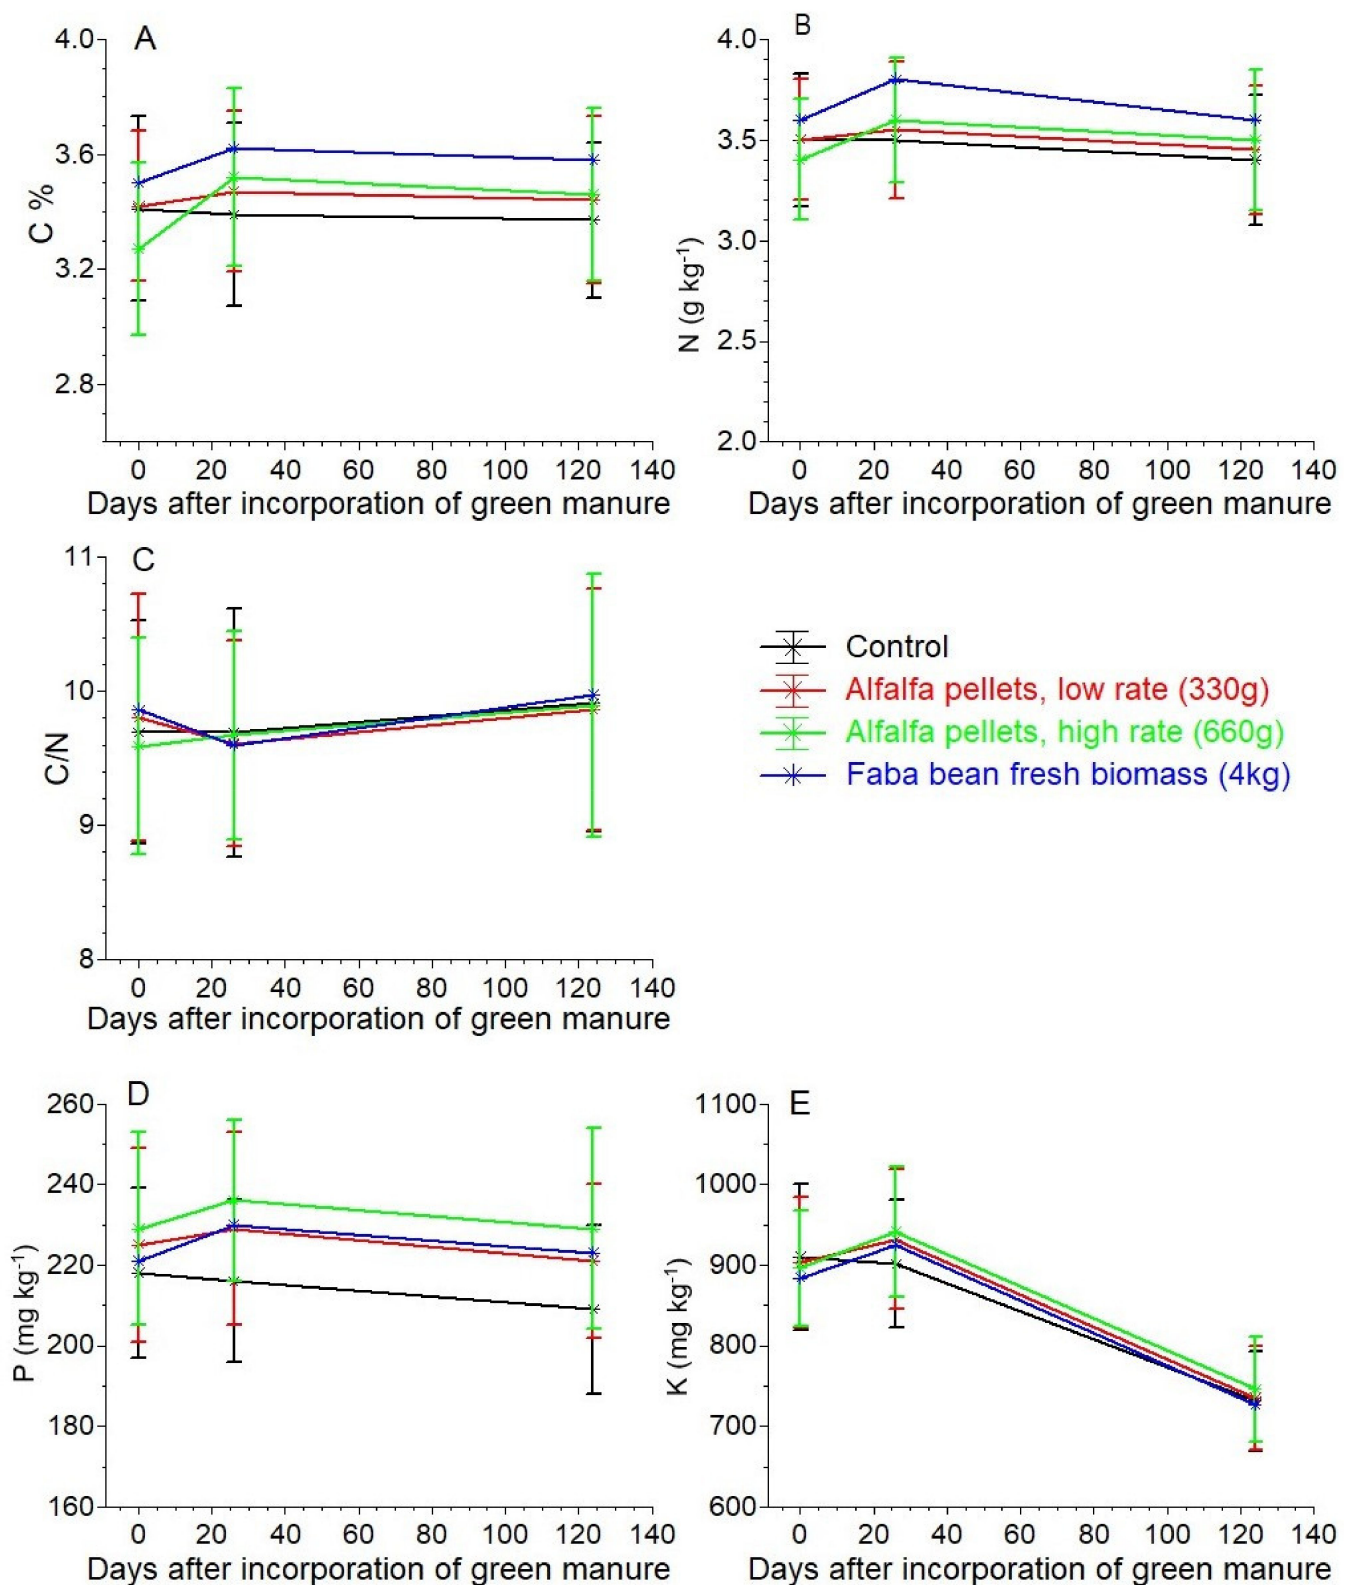 A
4.0
3.6
3.2
2.8
C %
0 20 40 60 80 100 120 140
Days after incorporation of green manure
B
4.0
3.5
3.0
2.5
2.0
N (g kg⁻¹)
0 20 40 60 80 100 120 140
Days after incorporation of green manure
C
11
10
9
8
C/N
0 20 40 60 80 100 120 140
Days after incorporation of green manure
Control
Alfalfa pellets, low rate (330g)
Alfalfa pellets, high rate (660g)
Faba bean fresh biomass (4kg)
D
260
240
220
200
180
160
P (mg kg⁻¹)
0 20 40 60 80 100 120 140
Days after incorporation of green manure
E
1100
1000
900
800
700
600
K (mg kg⁻¹)
0 20 40 60 80 100 120 140
Days after incorporation of green manure